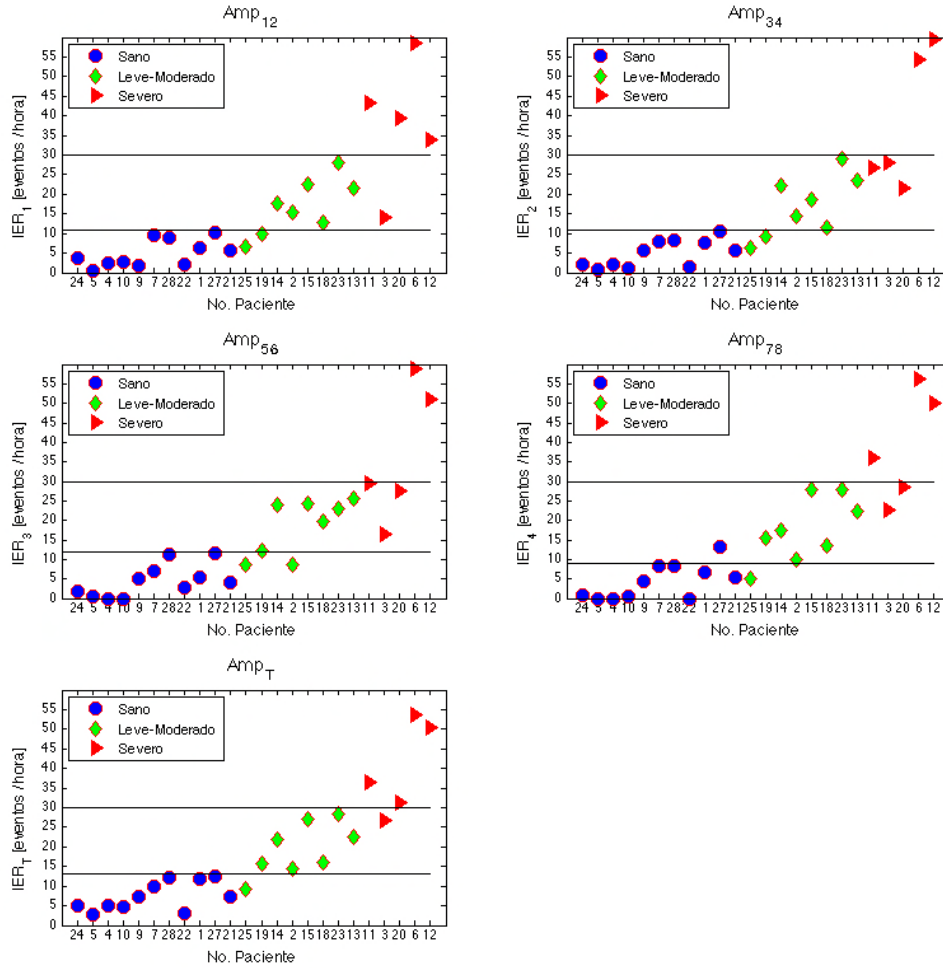 Amp12
IER1 [eventos /hora]
55
50
45
40
35
30
25
20
15
10
5
0
Sano
Leve-Moderado
Severo
24 5 4 10 9 7 28 22 1 27 21 25 19 14 2 15 18 23 13 11 3 20 6 12
No. Paciente
Amp34
IER2 [eventos /hora]
55
50
45
40
35
30
25
20
15
10
5
0
Sano
Leve-Moderado
Severo
24 5 4 10 9 7 28 22 1 27 21 25 19 14 2 15 18 23 13 11 3 20 6 12
No. Paciente
Amp56
IER3 [eventos /hora]
55
50
45
40
35
30
25
20
15
10
5
0
Sano
Leve-Moderado
Severo
24 5 4 10 9 7 28 22 1 27 21 25 19 14 2 15 18 23 13 11 3 20 6 12
No. Paciente
Amp78
IER4 [eventos /hora]
55
50
45
40
35
30
25
20
15
10
5
0
Sano
Leve-Moderado
Severo
24 5 4 10 9 7 28 22 1 27 21 25 19 14 2 15 18 23 13 11 3 20 6 12
No. Paciente
AmpT
IERT [eventos /hora]
55
50
45
40
35
30
25
20
15
10
5
0
Sano
Leve-Moderado
Severo
24 5 4 10 9 7 28 22 1 27 21 25 19 14 2 15 18 23 13 11 3 20 6 12
No. Paciente